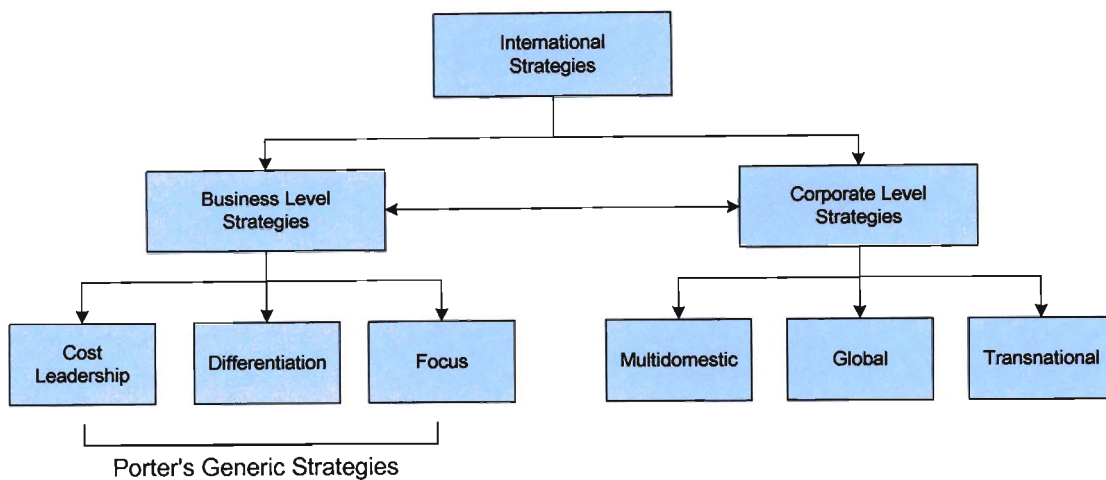 International
Strategies
Business Level
Strategies
Corporate Level
Strategies
Cost
Leadership
Differentiation
Focus
Multidomestic
Global
Transnational
Porter's Generic Strategies